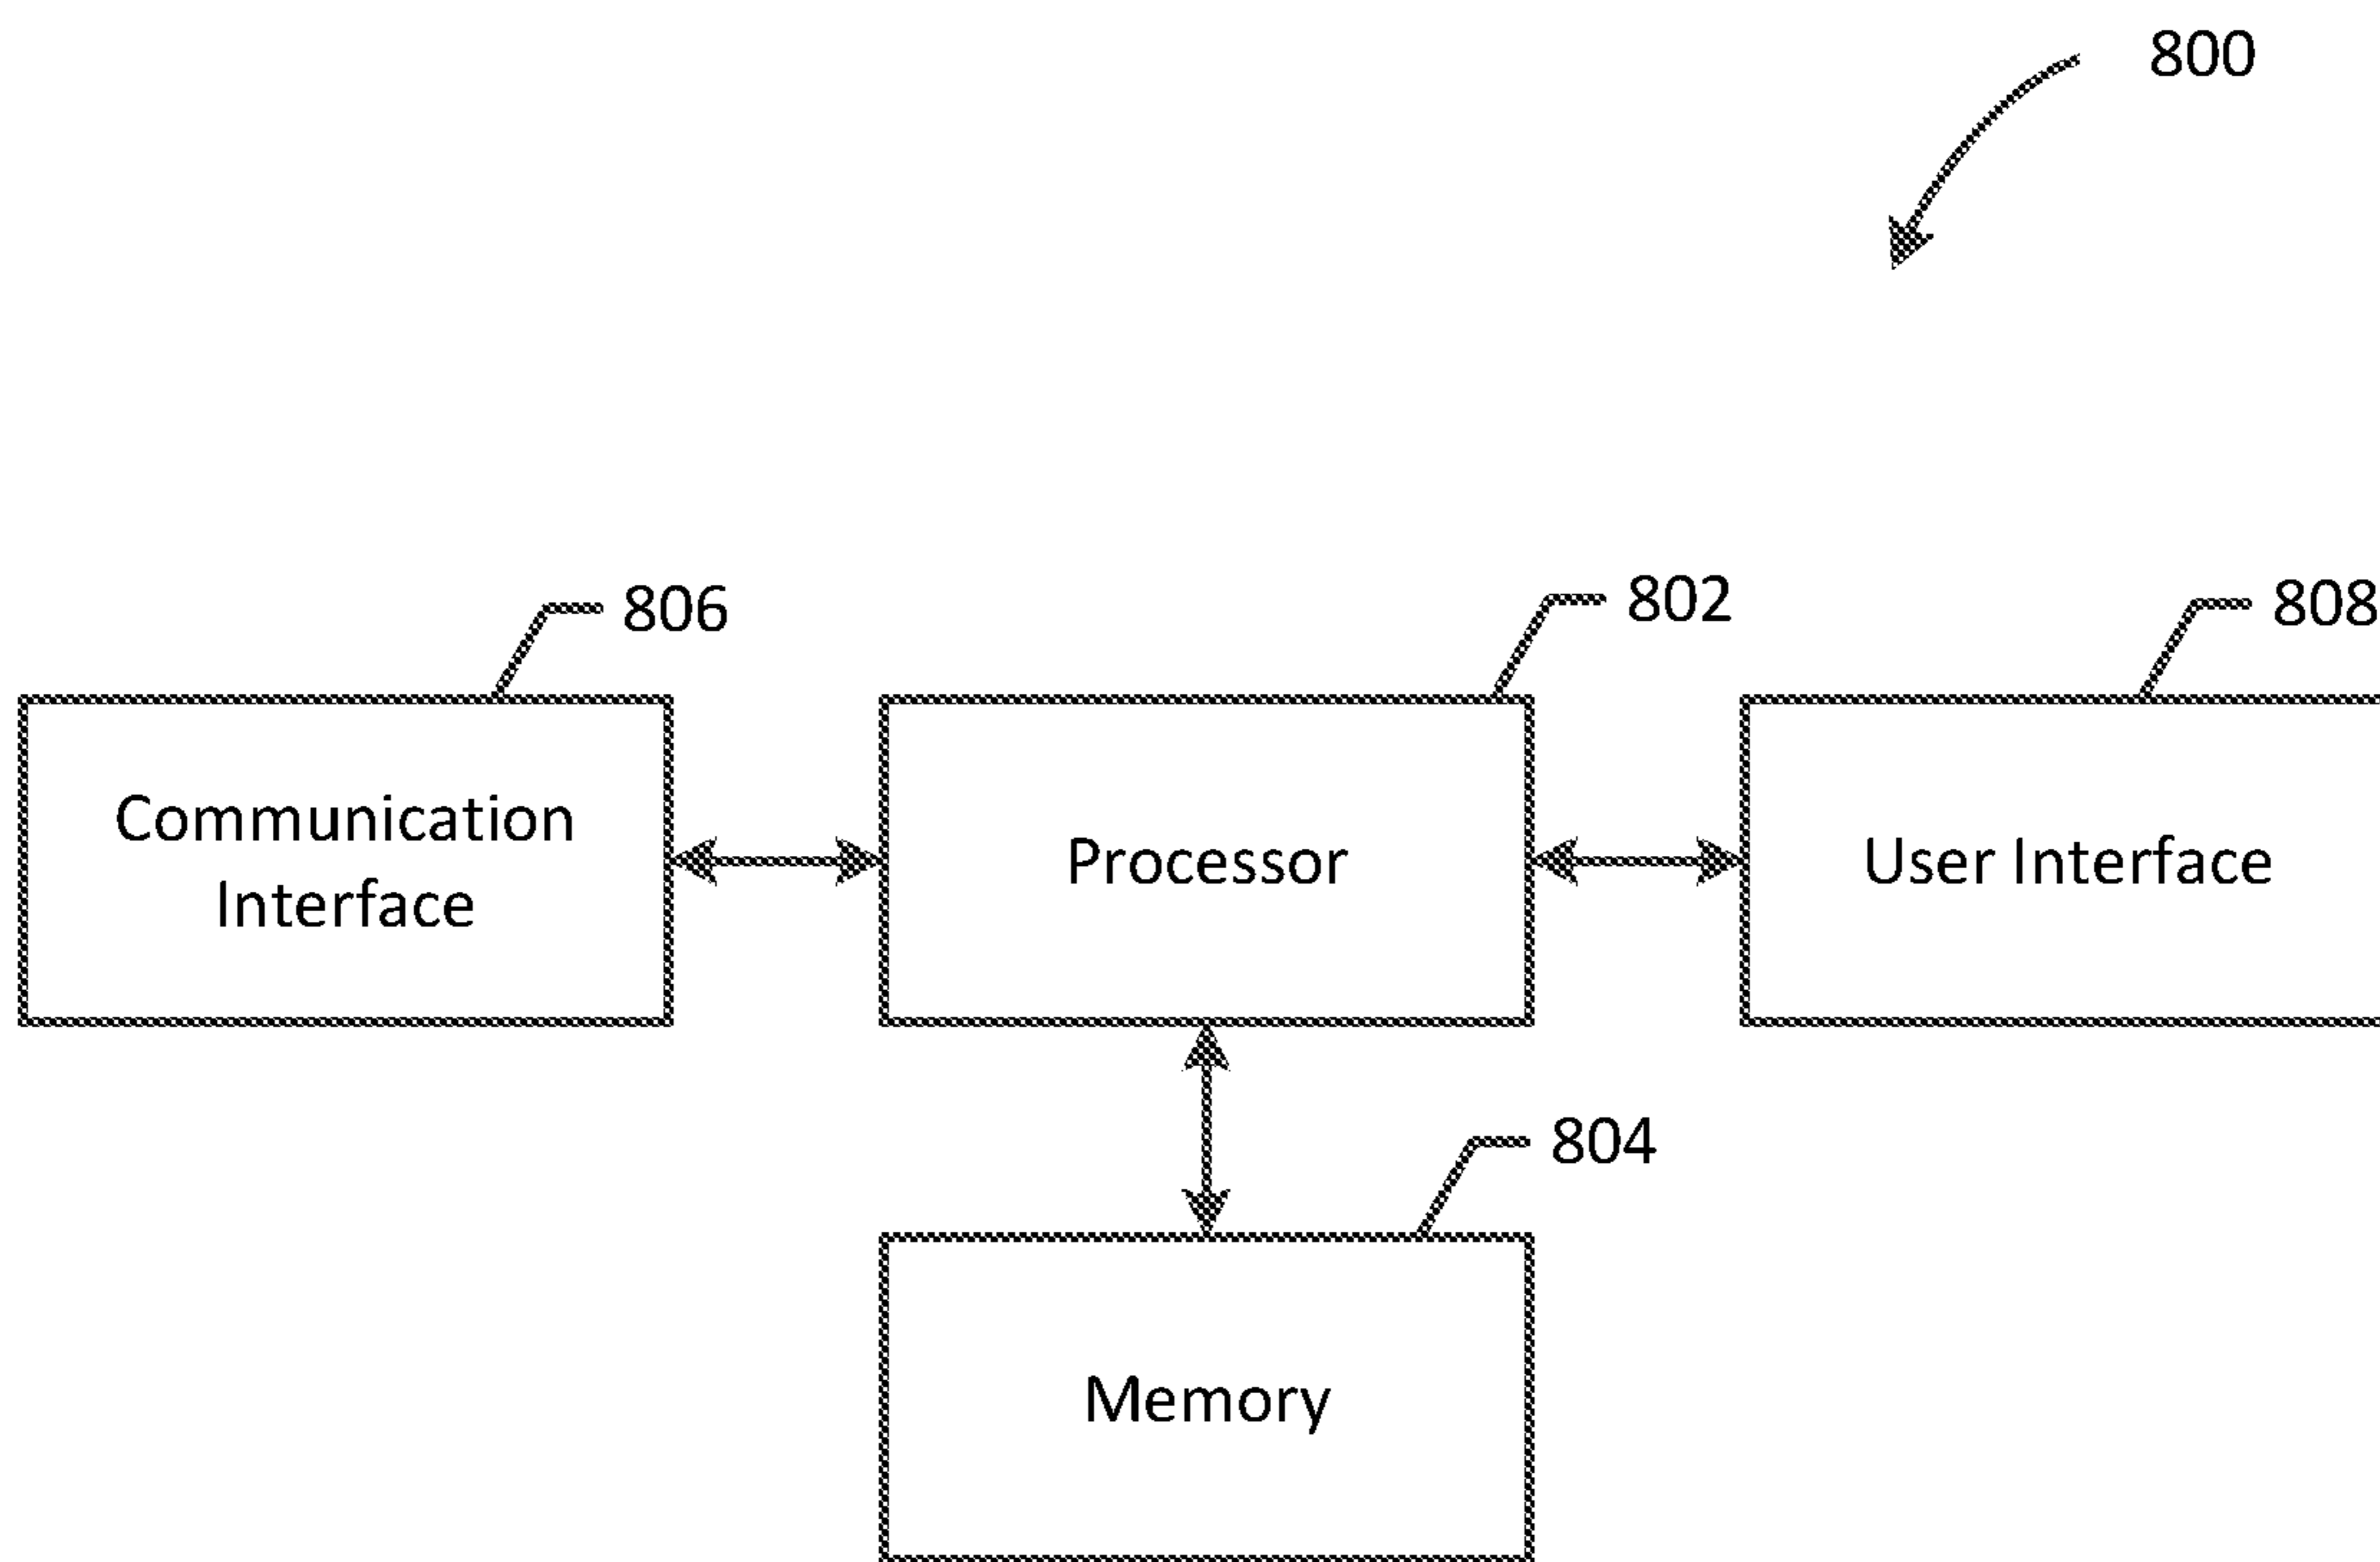 800
806
802
808
Communication
Interface
Processor
User Interface
804
Memory